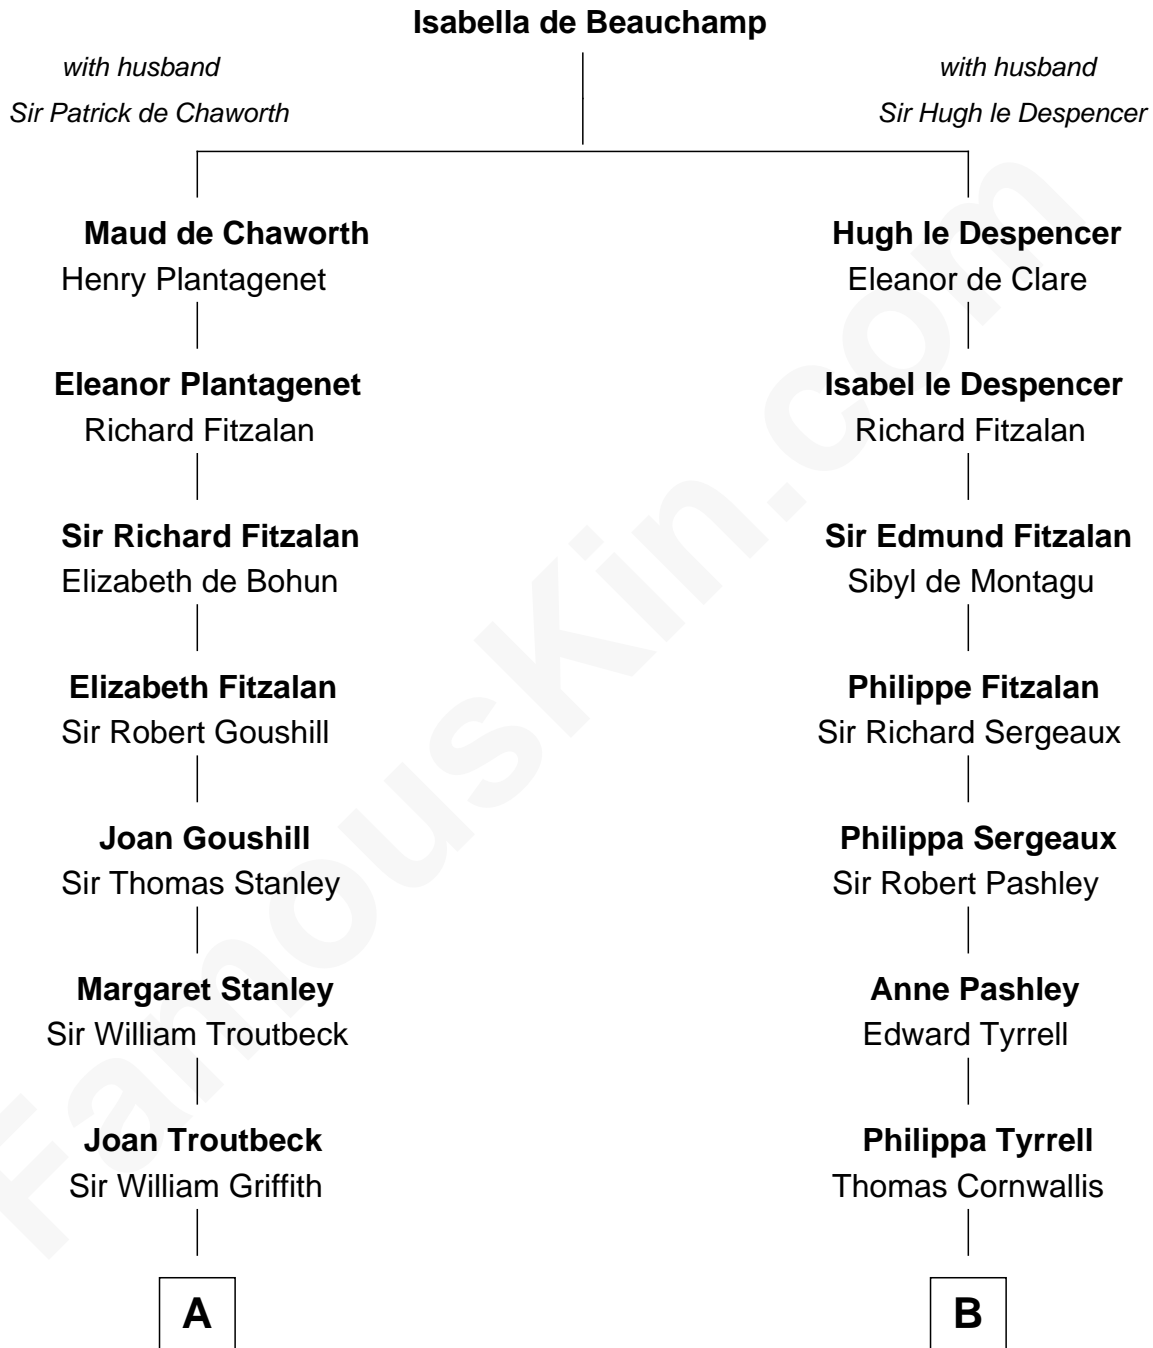 Isabella de Beauchamp
with husband
Sir Patrick de Chaworth
with husband
Sir Hugh le Despencer
Maud de Chaworth
Henry Plantagenet
Hugh le Despencer
Eleanor de Clare
Eleanor Plantagenet
Richard Fitzalan
Isabel le Despencer
Richard Fitzalan
Sir Richard Fitzalan
Elizabeth de Bohun
Sir Edmund Fitzalan
Sibyl de Montagu
Elizabeth Fitzalan
Sir Robert Goushill
Philippe Fitzalan
Sir Richard Sergeaux
Joan Goushill
Sir Thomas Stanley
Philippa Sergeaux
Sir Robert Pashley
Margaret Stanley
Sir William Troutbeck
Anne Pashley
Edward Tyrrell
Joan Troutbeck
Sir William Griffith
Philippa Tyrrell
Thomas Cornwallis
A
B
FamousKin.com